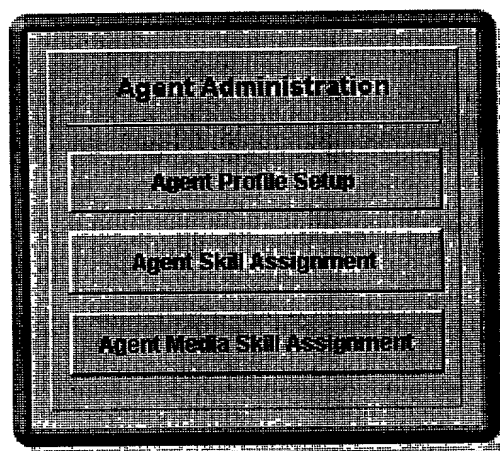 Agent Administration
Agent Profile Setup
Agent Skill Assignment
Agent Media Skill Assignment